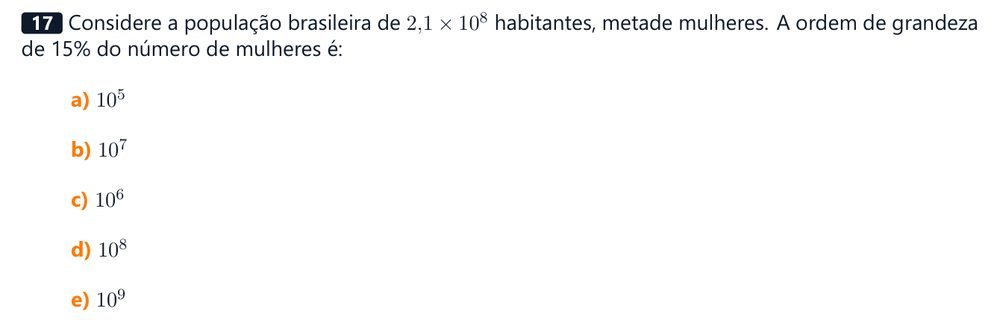 17 Considere a população brasileira de 2,1 × 10⁸ habitantes, metade mulheres. A ordem de grandeza
de 15% do número de mulheres é:
a) 10⁵
b) 10⁷
c) 10⁶
d) 10⁸
e) 10⁹